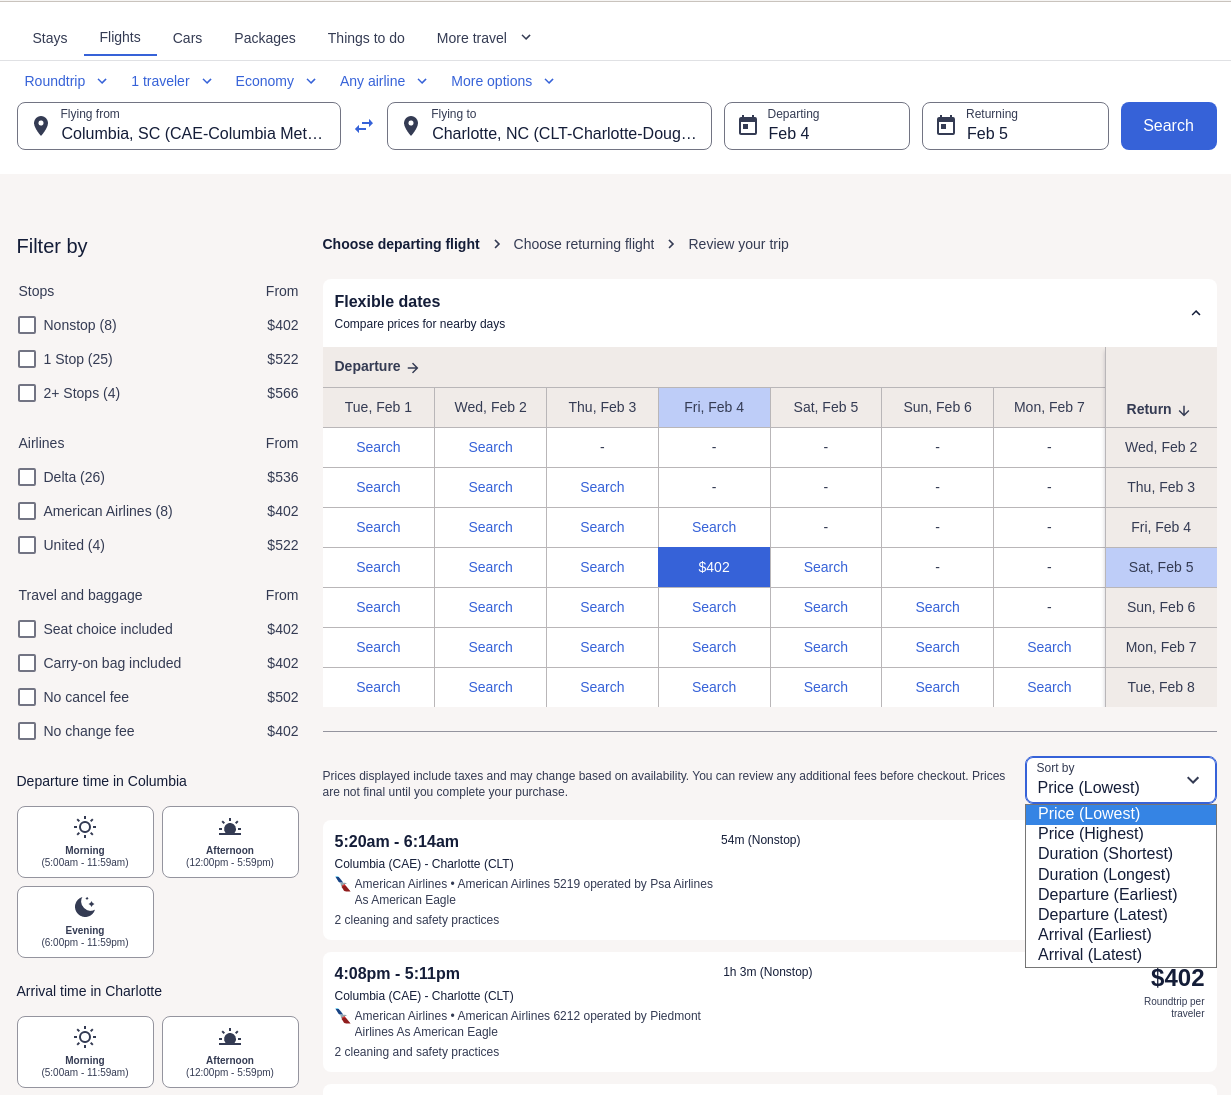 Stays Flights Cars Packages Things to do More travel
Roundtrip 1 traveler Economy Any airline More options
Flying from
Columbia, SC (CAE-Columbia Met…
Flying to
Charlotte, NC (CLT-Charlotte-Doug…
Departing
Feb 4
Returning
Feb 5
Search
Filter by
Stops From
Nonstop (8) $402
1 Stop (25) $522
2+ Stops (4) $566
Airlines From
Delta (26) $536
American Airlines (8) $402
United (4) $522
Travel and baggage From
Seat choice included $402
Carry-on bag included $402
No cancel fee $502
No change fee $402
Departure time in Columbia
Morning
(5:00am - 11:59am)
Afternoon
(12:00pm - 5:59pm)
Evening
(6:00pm - 11:59pm)
Arrival time in Charlotte
Morning
(5:00am - 11:59am)
Afternoon
(12:00pm - 5:59pm)
Choose departing flight Choose returning flight Review your trip
Flexible dates
Compare prices for nearby days
Departure
Tue, Feb 1 Wed, Feb 2 Thu, Feb 3 Fri, Feb 4 Sat, Feb 5 Sun, Feb 6 Mon, Feb 7 Return
Search Search - - - - - Wed, Feb 2
Search Search Search - - - - Thu, Feb 3
Search Search Search Search - - - Fri, Feb 4
Search Search Search $402 Search - - Sat, Feb 5
Search Search Search Search Search Search - Sun, Feb 6
Search Search Search Search Search Search Search Mon, Feb 7
Search Search Search Search Search Search Search Tue, Feb 8
Prices displayed include taxes and may change based on availability. You can review any additional fees before checkout. Prices
are not final until you complete your purchase.
Sort by
Price (Lowest)
Price (Lowest)
Price (Highest)
Duration (Shortest)
Duration (Longest)
Departure (Earliest)
Departure (Latest)
Arrival (Earliest)
Arrival (Latest)
5:20am - 6:14am 54m (Nonstop)
Columbia (CAE) - Charlotte (CLT)
American Airlines • American Airlines 5219 operated by Psa Airlines
As American Eagle
2 cleaning and safety practices
4:08pm - 5:11pm 1h 3m (Nonstop) $402
Columbia (CAE) - Charlotte (CLT)
Roundtrip per
traveler
American Airlines • American Airlines 6212 operated by Piedmont
Airlines As American Eagle
2 cleaning and safety practices